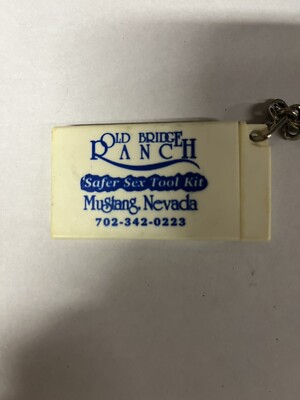 OLD BRIDGE
RANCH
Safer Sex Tool Kit
Mustang, Nevada
702-342-0223